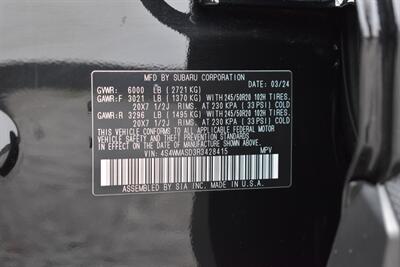 MFD BY SUBARU CORPORATION
DATE: 03/24
GVWR: 6000 LB (2721 KG)
GAWR:F 3021 LB (1370 KG) WITH 245/50R20 102H TIRES,
20X7 1/2J RIMS, AT 230 KPA (33 PSI) COLD
GAWR:R 3296 LB (1495 KG) WITH 245/50R20 102H TIRES,
20X7 1/2J RIMS, AT 230 KPA (33 PSI) COLD
THIS VEHICLE CONFORMS TO ALL APPLICABLE FEDERAL MOTOR
VEHICLE SAFETY AND THEFT PREVENTION STANDARDS
IN EFFECT ON THE DATE OF MANUFACTURE SHOWN ABOVE.
VIN: 4S4WMASD3R3428415 MPV
ASSEMBLED BY SIA INC. MADE IN U.S.A.